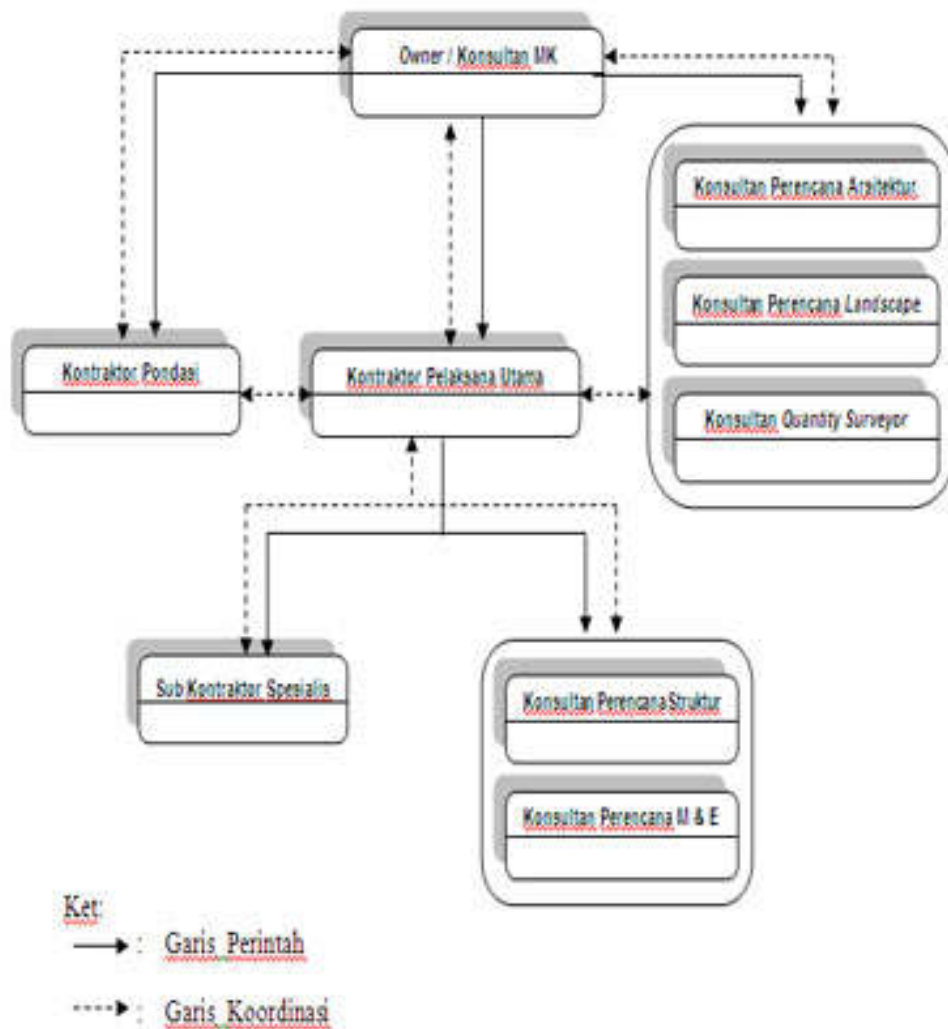 Owner / Konsultan MK
Konsultan Perencana Arsitektur
Konsultan Perencana Landscape
Konsultan Quantity Surveyor
Kontraktor Pondasi
Kontraktor Pelaksana Utama
Sub Kontraktor Spesialis
Konsultan Perencana Struktur
Konsultan Perencana M & E
Ket:
: Garis Perintah
: Garis Koordinasi